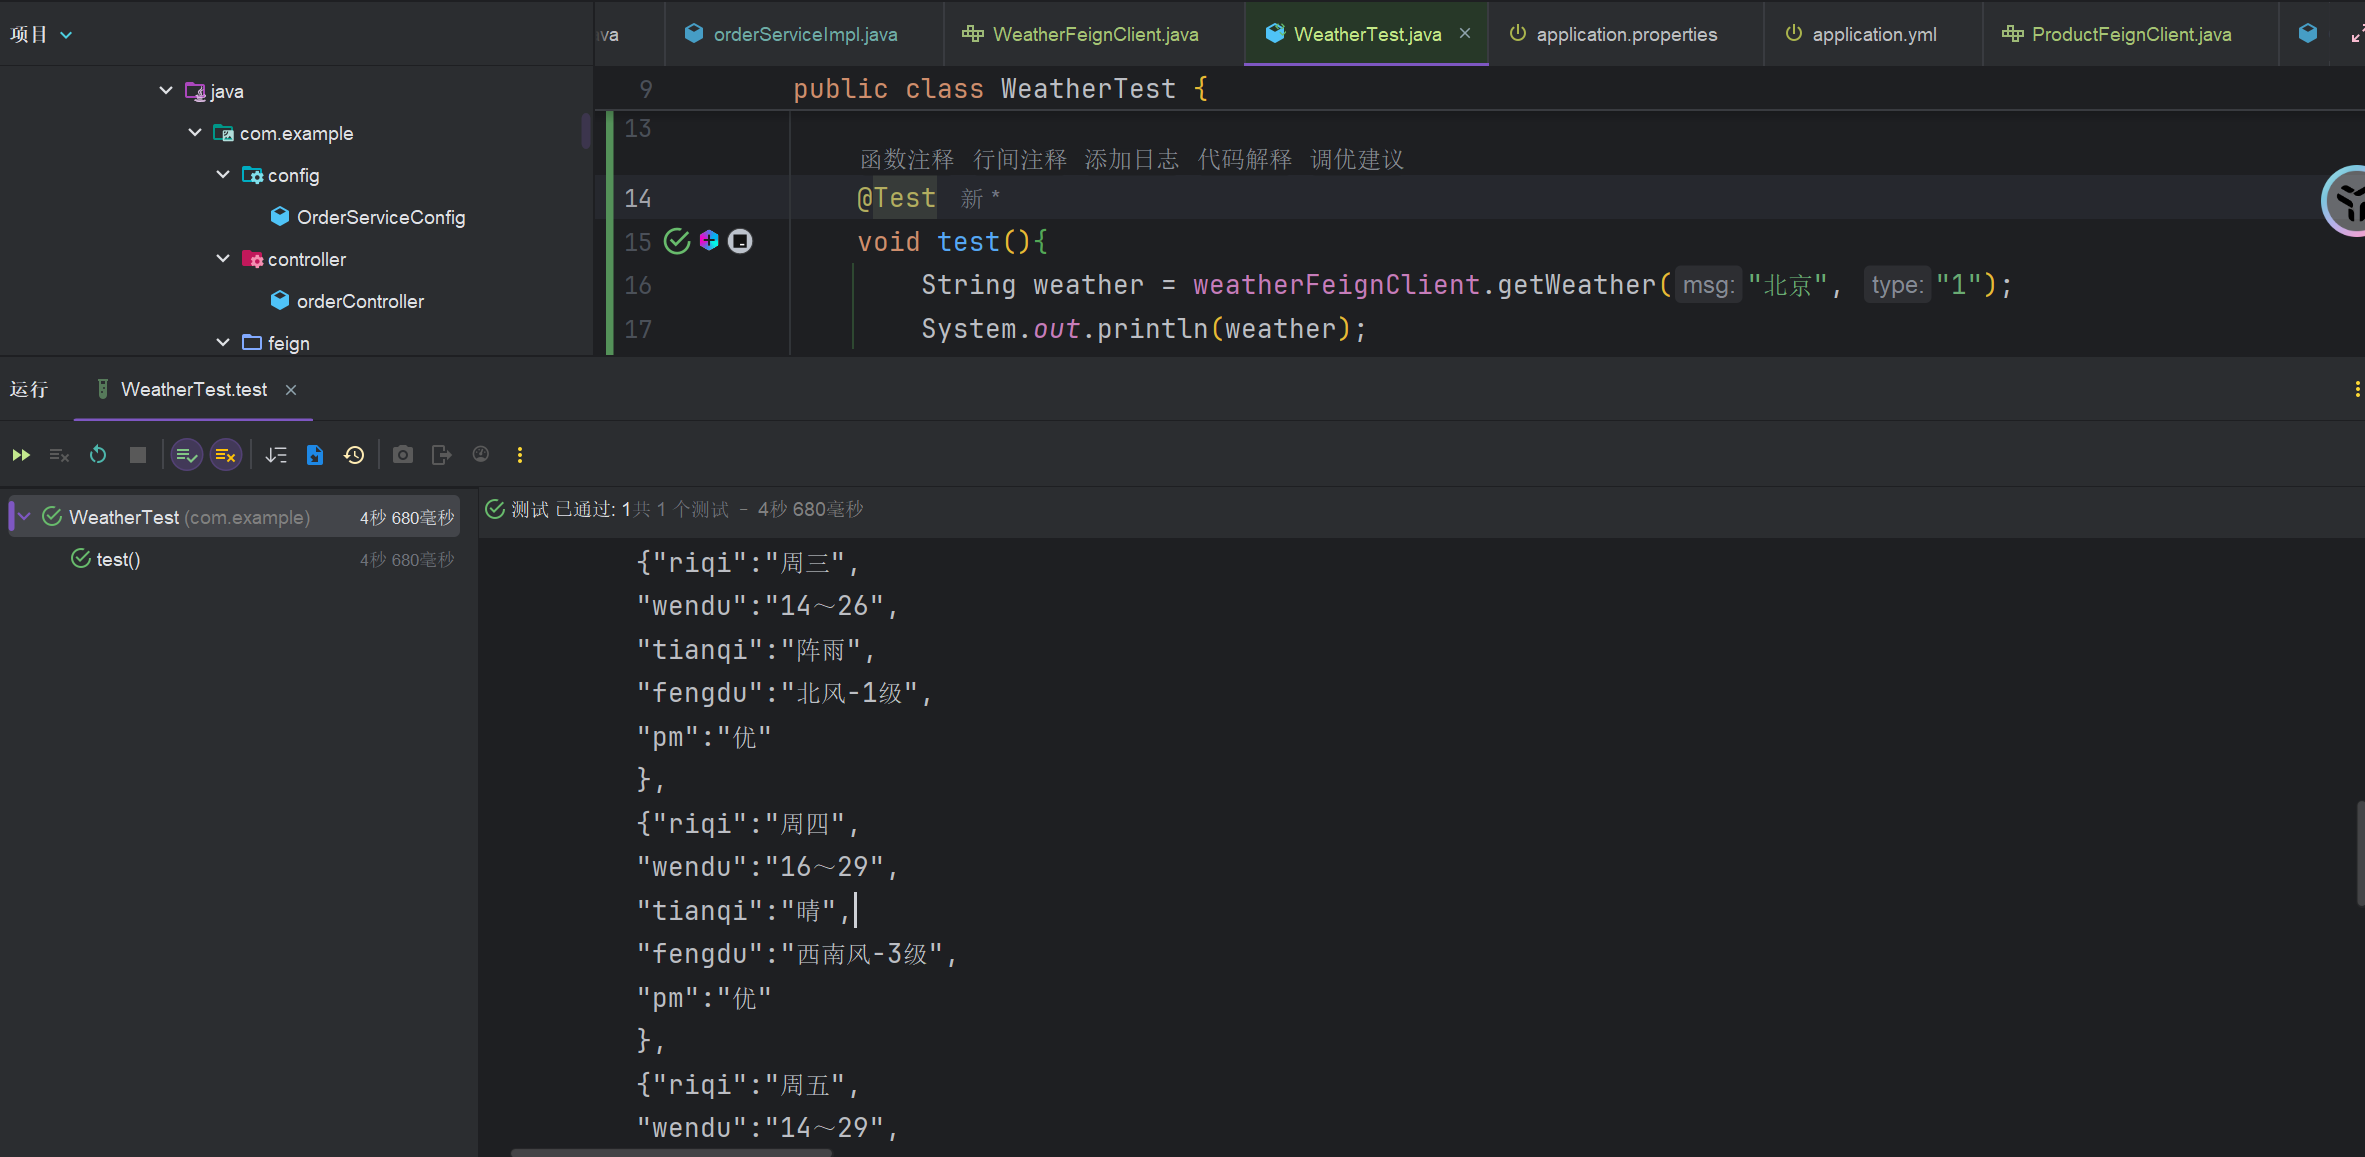 项目
va
orderServiceImpl.java
WeatherFeignClient.java
WeatherTest.java
application.properties
application.yml
ProductFeignClient.java
java
com.example
config
OrderServiceConfig
controller
orderController
feign
9 public class WeatherTest {
13
函数注释 行间注释 添加日志 代码解释 调优建议
14 @Test 新 *
15 void test(){
16 String weather = weatherFeignClient.getWeather( msg: "北京", type: "1");
17 System.out.println(weather);
运行
WeatherTest.test
WeatherTest (com.example) 4秒 680毫秒
test() 4秒 680毫秒
测试 已通过: 1共 1 个测试 – 4秒 680毫秒
{"riqi":"周三",
"wendu":"14～26",
"tianqi":"阵雨",
"fengdu":"北风-1级",
"pm":"优"
},
{"riqi":"周四",
"wendu":"16～29",
"tianqi":"晴",
"fengdu":"西南风-3级",
"pm":"优"
},
{"riqi":"周五",
"wendu":"14～29",